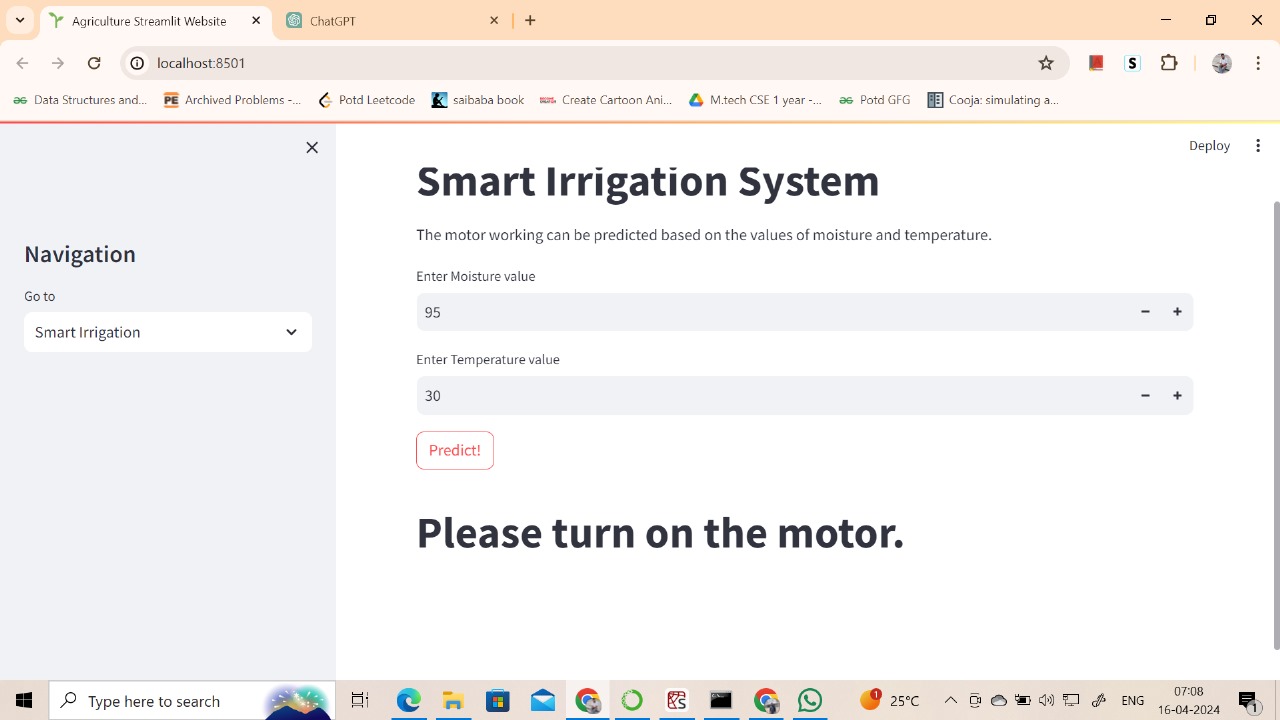 Agriculture Streamlit Website
ChatGPT
localhost:8501
S
Data Structures and...
PE Archived Problems -...
Potd Leetcode
saibaba book
Create Cartoon Ani...
M.tech CSE 1 year -...
Potd GFG
Cooja: simulating a...
Deploy
Navigation
Go to
Smart Irrigation
Smart Irrigation System
The motor working can be predicted based on the values of moisture and temperature.
Enter Moisture value
95
− +
Enter Temperature value
30
− +
Predict!
Please turn on the motor.
Type here to search
1
25°C
ENG
07:08
16-04-2024
1